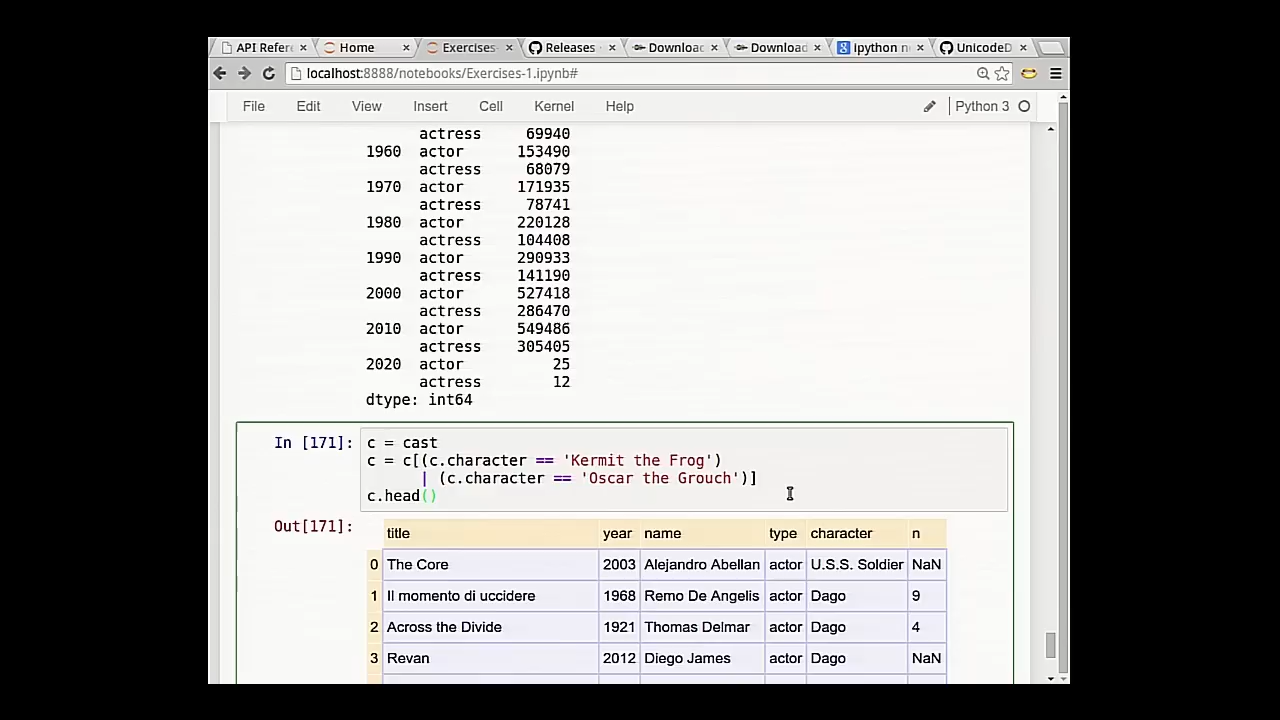 API Refere
Home
Exercises-
Releases
Download
Download
ipython n
UnicodeD
localhost:8888/notebooks/Exercises-1.ipynb#
File Edit View Insert Cell Kernel Help Python 3
actress 69940
1960 actor 153490
actress 68079
1970 actor 171935
actress 78741
1980 actor 220128
actress 104408
1990 actor 290933
actress 141190
2000 actor 527418
actress 286470
2010 actor 549486
actress 305405
2020 actor 25
actress 12
dtype: int64
In [171]: c = cast
c = c[(c.character == 'Kermit the Frog')
| (c.character == 'Oscar the Grouch')]
c.head()
Out[171]:
title year name type character n
0 The Core 2003 Alejandro Abellan actor U.S.S. Soldier NaN
1 Il momento di uccidere 1968 Remo De Angelis actor Dago 9
2 Across the Divide 1921 Thomas Delmar actor Dago 4
3 Revan 2012 Diego James actor Dago NaN